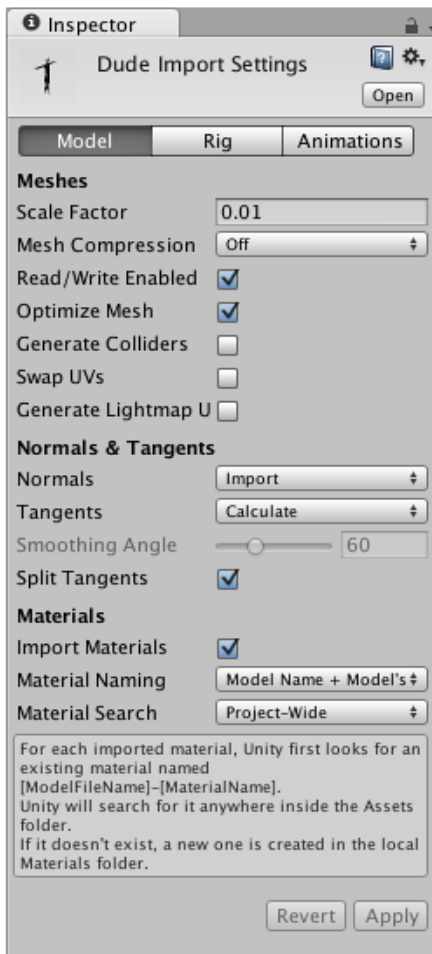 Inspector
Dude Import Settings
Open
Model Rig Animations
Meshes
Scale Factor 0.01
Mesh Compression Off
Read/Write Enabled
Optimize Mesh
Generate Colliders
Swap UVs
Generate Lightmap U
Normals & Tangents
Normals Import
Tangents Calculate
Smoothing Angle 60
Split Tangents
Materials
Import Materials
Material Naming Model Name + Model's
Material Search Project-Wide
For each imported material, Unity first looks for an
existing material named
[ModelFileName]-[MaterialName].
Unity will search for it anywhere inside the Assets
folder.
If it doesn't exist, a new one is created in the local
Materials folder.
Revert Apply